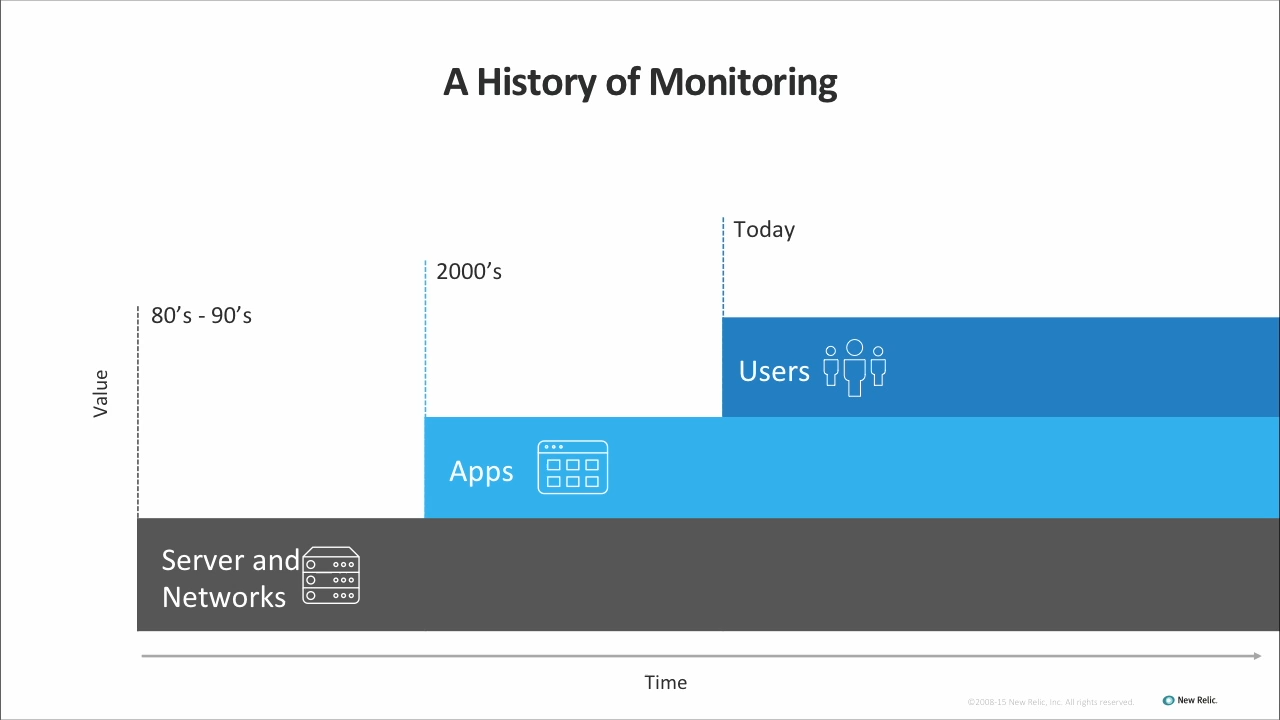 A History of Monitoring
Today
2000’s
80’s - 90’s
Value
Users
Apps
Server and
Networks
Time
©2008-15 New Relic, Inc. All rights reserved.
New Relic.